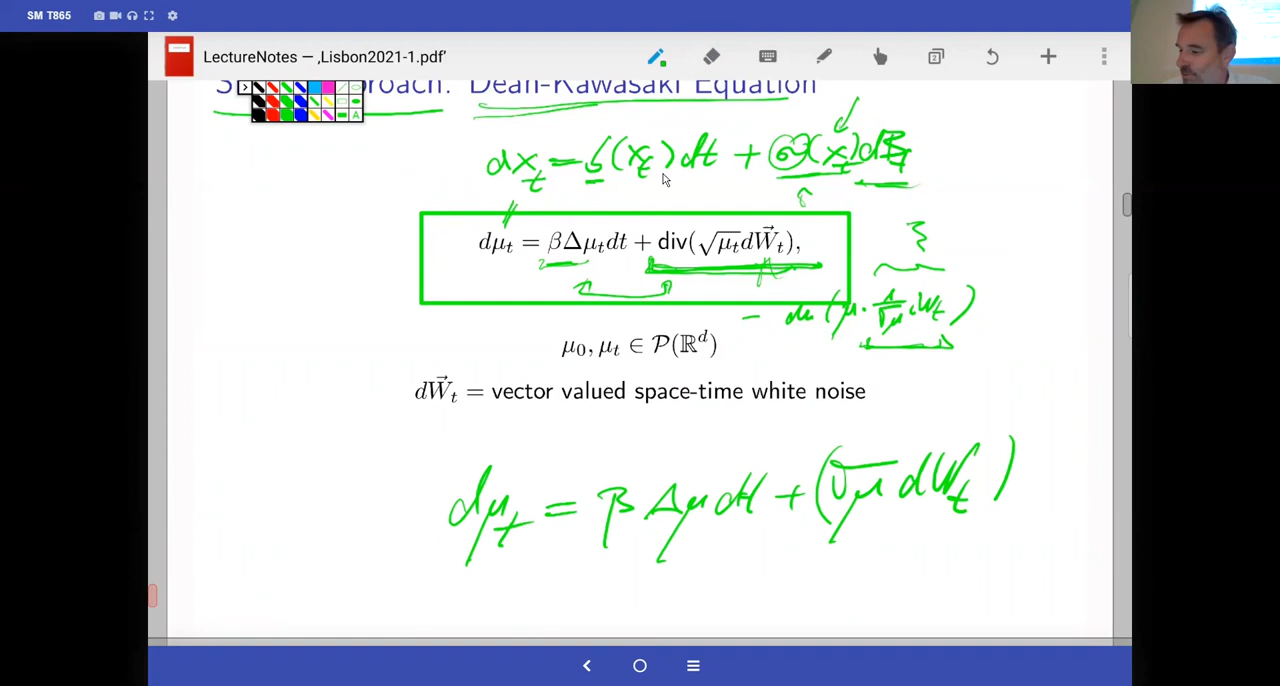 SM T865
LectureNotes — ‚Lisbon2021-1.pdf'
Dean-Kawasaki Equation
dx_t = b(x_t)dt + σ(x_t)dB_t
dμ_t = βΔμ_t dt + div(√μ_t dW⃗_t),
ξ
μ_0, μ_t ∈ 𝒫(ℝ^d)
dW⃗_t = vector valued space-time white noise
dμ_t = βΔμ dt + (√μ dW_t)